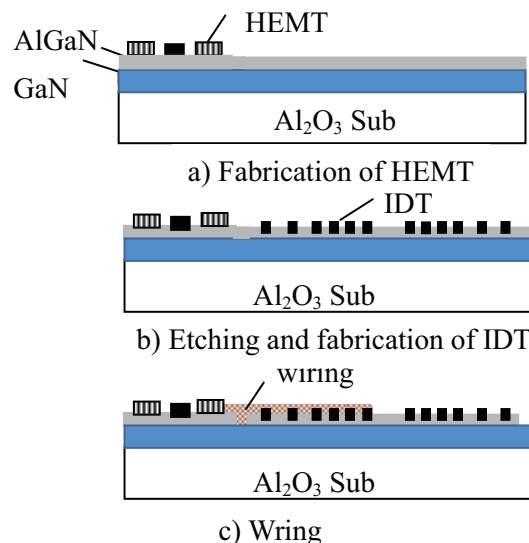 HEMT
AlGaN
GaN
Al₂O₃ Sub
a) Fabrication of HEMT
IDT
Al₂O₃ Sub
b) Etching and fabrication of IDT
wiring
Al₂O₃ Sub
c) Wring